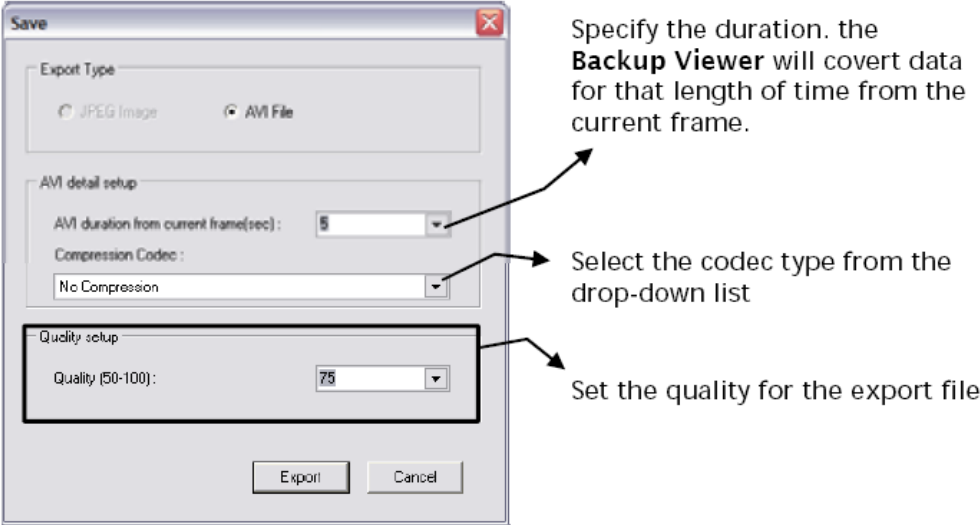 Save
Export Type
JPEG Image
AVI File
AVI detail setup
AVI duration from current frame(sec) :
5
Compression Codec :
No Compression
Quality setup
Quality (50-100) :
75
Export
Cancel
Specify the duration. the
Backup Viewer will covert data
for that length of time from the
current frame.
Select the codec type from the
drop-down list
Set the quality for the export file